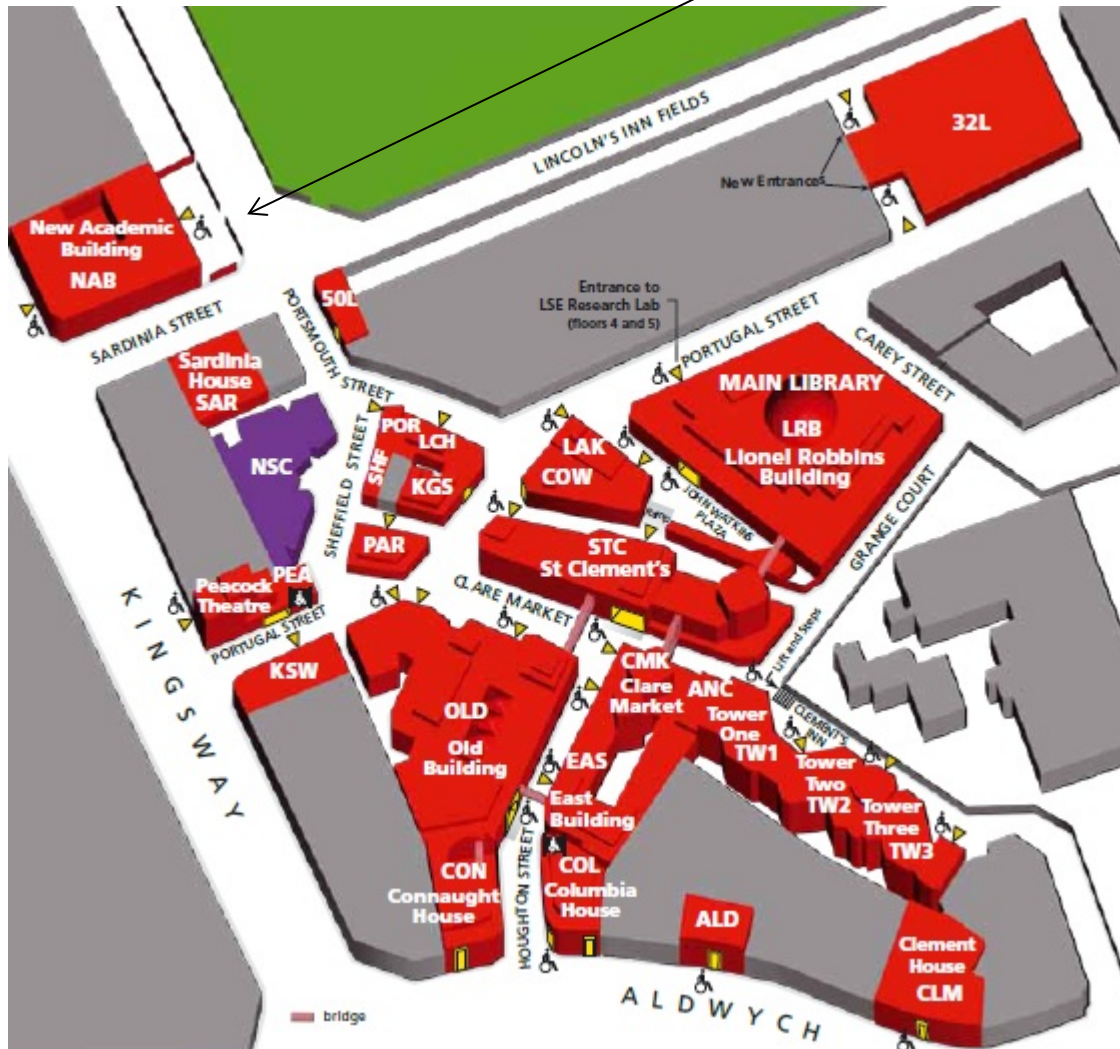 LINCOLN'S INN FIELDS
32L
New Entrances
New Academic
Building
NAB
50L
SARDINIA STREET
PORTSMOUTH STREET
Entrance to
LSE Research Lab
(floors 4 and 5)
PORTUGAL STREET
CAREY STREET
Sardinia
House
SAR
MAIN LIBRARY
LRB
Lionel Robbins
Building
POR
LCH
SHF
KGS
LAK
COW
NSC
SHEFFIELD STREET
JOHN WATKINS
PLAZA
GRANGE COURT
PAR
STC
St Clement's
PEA
Peacock
Theatre
CLARE MARKET
PORTUGAL STREET
KINGSWAY
KSW
Lift and Steps
CMK
Clare
Market
ANC
Tower
One
TW1
CLEMENT'S
INN
OLD
Old
Building
EAS
East
Building
Tower
Two
TW2
Tower
Three
TW3
CON
Connaught
House
HOUGHTON STREET
COL
Columbia
House
ALD
Clement
House
CLM
ALDWYCH
bridge